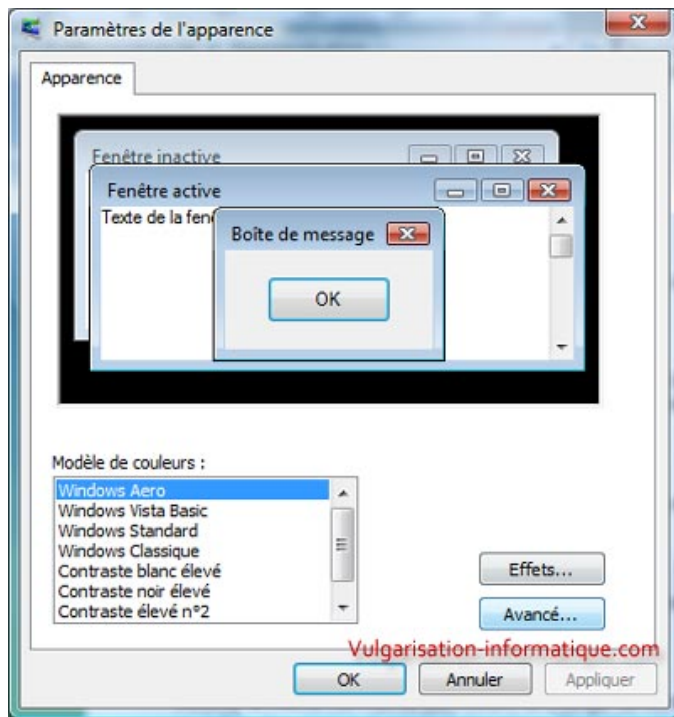 Paramètres de l'apparence
Apparence
Fenêtre inactive
Fenêtre active
Texte de la fen
Boîte de message
OK
Modèle de couleurs :
Windows Aero
Windows Vista Basic
Windows Standard
Windows Classique
Contraste blanc élevé
Contraste noir élevé
Contraste élevé n°2
Effets...
Avancé...
Vulgarisation-informatique.com
OK Annuler Appliquer